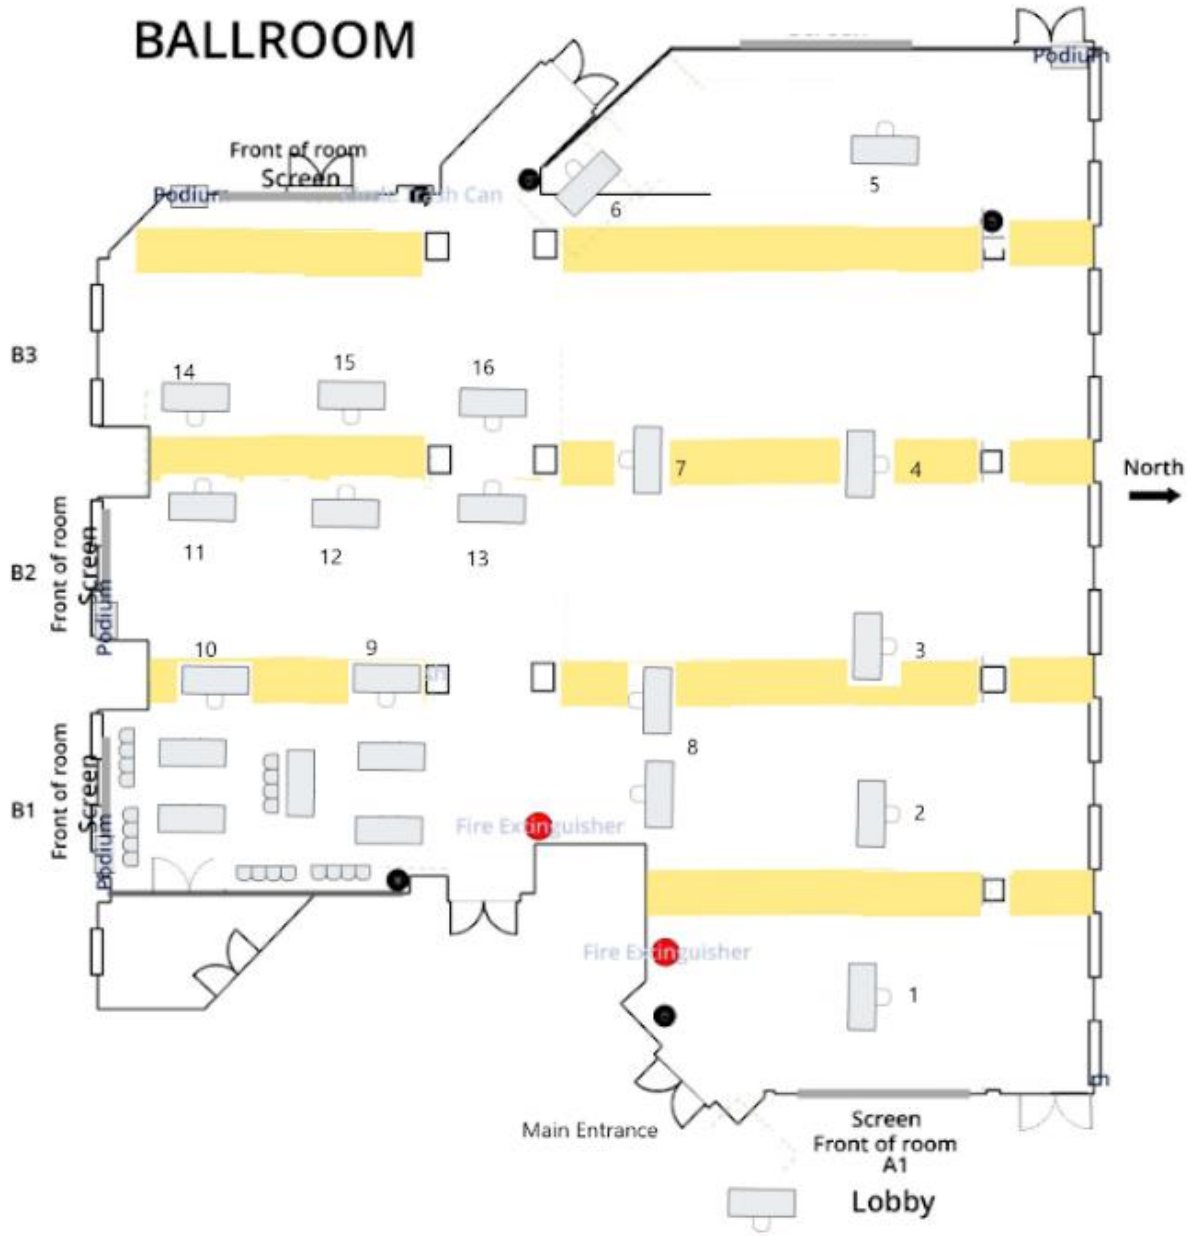 BALLROOM
Podium
Front of room
Screen
Podium
Trash Can
5
6
B3
14
15
16
7
4
North
11
12
13
B2
Front of room
Screen
Podium
10
9
3
8
B1
Front of room
Screen
Podium
2
Fire Extinguisher
Fire Extinguisher
1
Main Entrance
Screen
Front of room
A1
Lobby